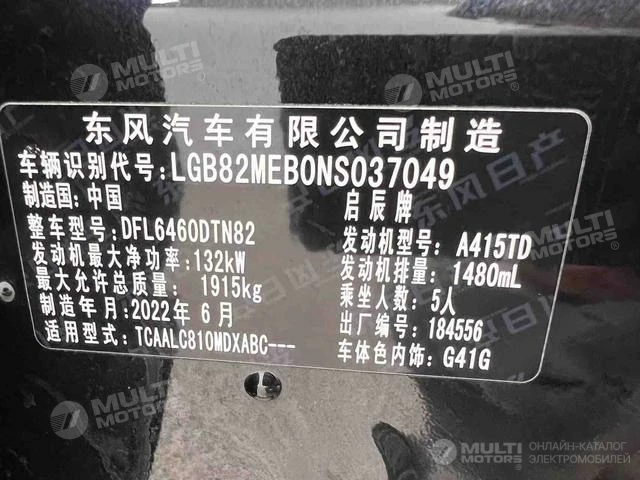 东风汽车有限公司制造
车辆识别代号:LGB82MEB0NS037049
制造国:中国
启辰牌
整车型号:DFL6460DTN82
发动机型号:A415TD
发动机最大净功率:132kW
发动机排量:1480mL
最大允许总质量:1915kg
乘坐人数:5人
制造年月:2022年6月
出厂编号:184556
适用型式:TCAALC810MDXABC---
车体色内饰:G41G
MULTI MOTORS®
MULTI MOTORS®
MULTI MOTORS®
MULTI MOTORS®
MULTI MOTORS®
ОНЛАЙН-КАТАЛОГ
ЭЛЕКТРОМОБИЛЕЙ